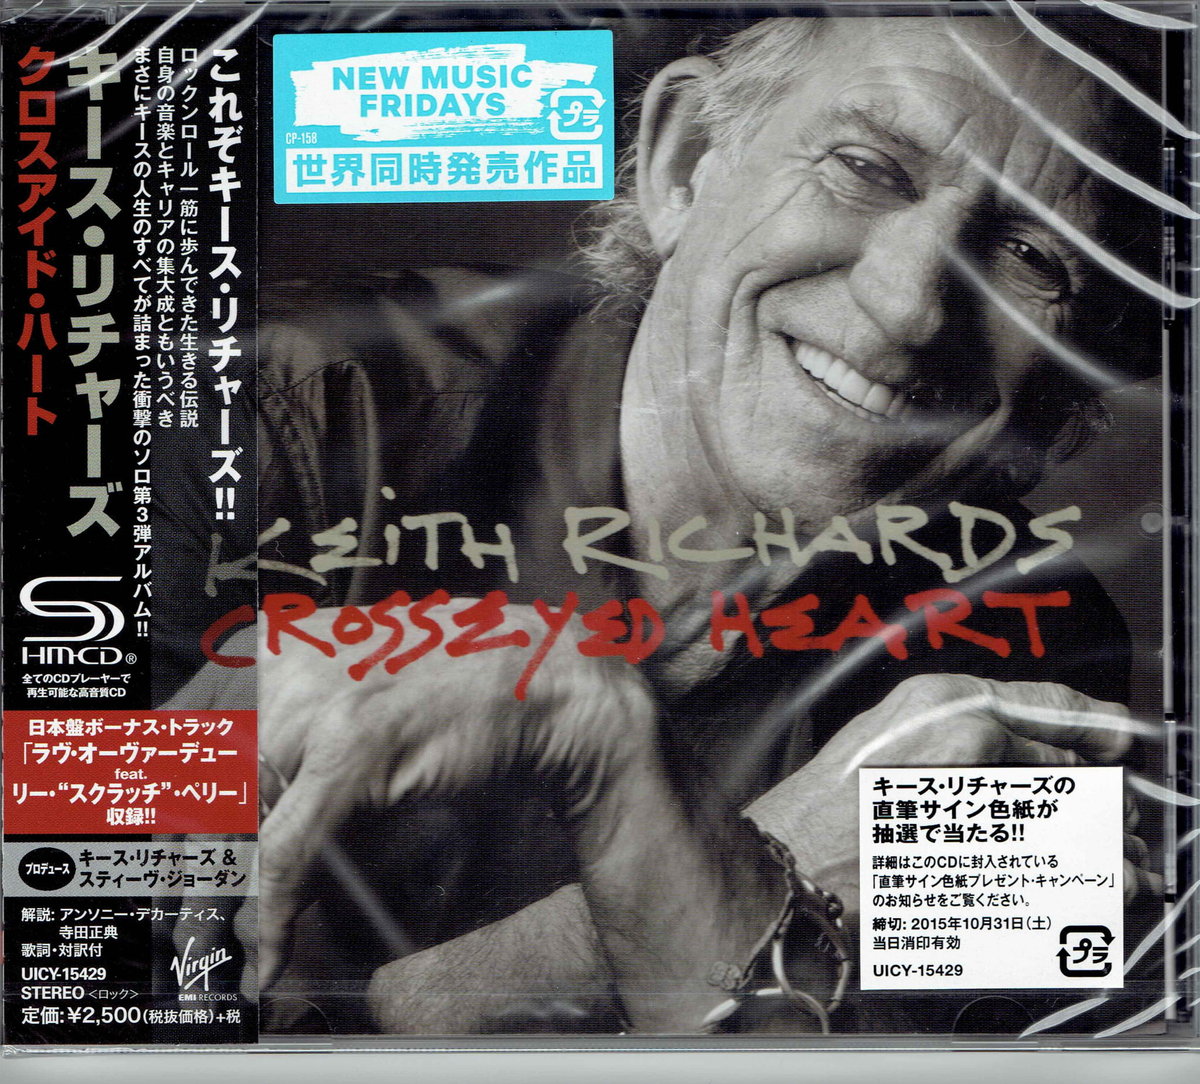 これぞキース・リチャーズ!!
ロックンロール一筋に歩んできた生きる伝説
自身の音楽とキャリアの集大成ともいうべき
まさにキースの人生のすべてが詰まった衝撃のソロ第3弾アルバム!!
キース・リチャーズ
クロスアイド・ハート
SHM-CD®
全てのCDプレーヤーで
再生可能な高音質CD
日本盤ボーナス・トラック
「ラヴ・オーヴァーデュー
feat.
リー・“スクラッチ”・ペリー」
収録!!
プロデュース
キース・リチャーズ &
スティーヴ・ジョーダン
解説: アンソニー・デカーティス、
寺田正典
歌詞・対訳付
UICY-15429
STEREO <ロック>
定価:¥2,500(税抜価格)+税
Virgin
EMI RECORDS
NEW MUSIC
FRIDAYS
プラ
CP-158
世界同時発売作品
KEITH RICHARDS
CROSSEYED HEART
キース・リチャーズの
直筆サイン色紙が
抽選で当たる!!
詳細はこのCDに封入されている
「直筆サイン色紙プレゼント・キャンペーン」
のお知らせをご覧ください。
締切: 2015年10月31日(土)
当日消印有効
UICY-15429
プラ